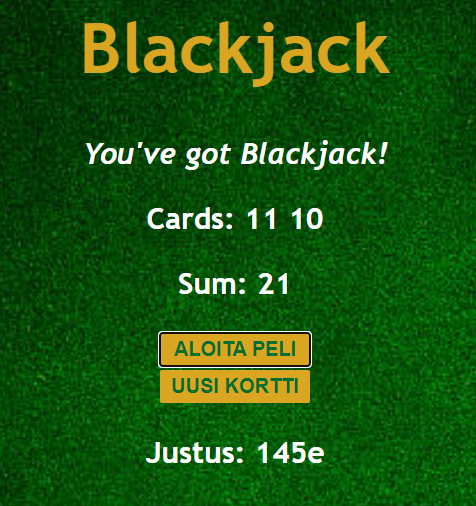 Blackjack
You've got Blackjack!
Cards: 11 10
Sum: 21
ALOITA PELI
UUSI KORTTI
Justus: 145e